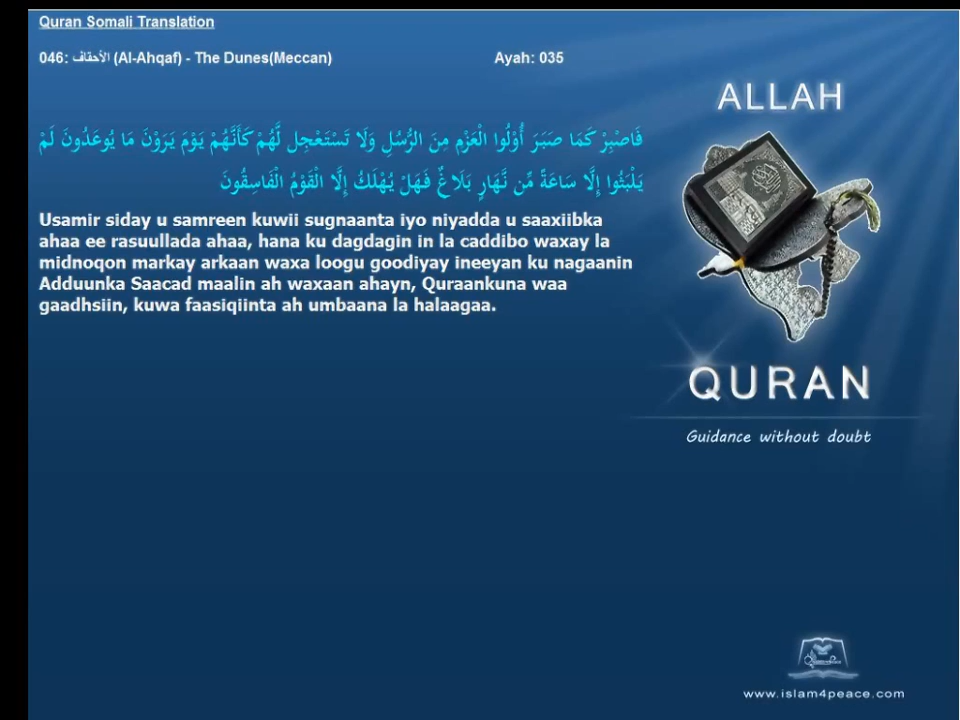 Quran Somali Translation
046: الأحقاف (Al-Ahqaf) - The Dunes(Meccan) Ayah: 035
فَاصْبِرْ كَمَا صَبَرَ أُوْلُوا الْعَزْمِ مِنَ الرُّسُلِ وَلَا تَسْتَعْجِل لَّهُمْ كَأَنَّهُمْ يَوْمَ يَرَوْنَ مَا يُوعَدُونَ لَمْ
يَلْبَثُوا إِلَّا سَاعَةً مِّن نَّهَارٍ بَلَاغٌ فَهَلْ يُهْلَكُ إِلَّا الْقَوْمُ الْفَاسِقُونَ
Usamir siday u samreen kuwii sugnaanta iyo niyadda u saaxiibka
ahaa ee rasuullada ahaa, hana ku dagdagin in la caddibo waxay la
midnoqon markay arkaan waxa loogu goodiyay ineeyan ku nagaanin
Adduunka Saacad maalin ah waxaan ahayn, Quraankuna waa
gaadhsiin, kuwa faasiqiinta ah umbaana la halaagaa.
ALLAH
QURAN
Guidance without doubt
www.islam4peace.com